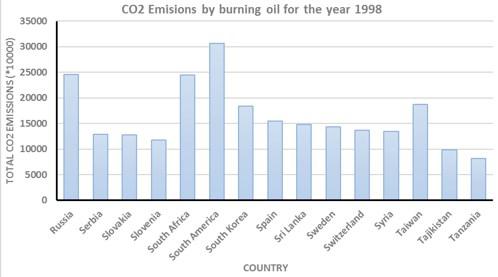 CO2 Emisions by burning oil for the year 1998
TOTAL CO2 EMISSIONS (*10000)
35000
30000
25000
20000
15000
10000
5000
0
Russia
Serbia
Slovakia
Slovenia
South Africa
South America
South Korea
Spain
Sri Lanka
Sweden
Switzerland
Syria
Taiwan
Tajikistan
Tanzania
COUNTRY